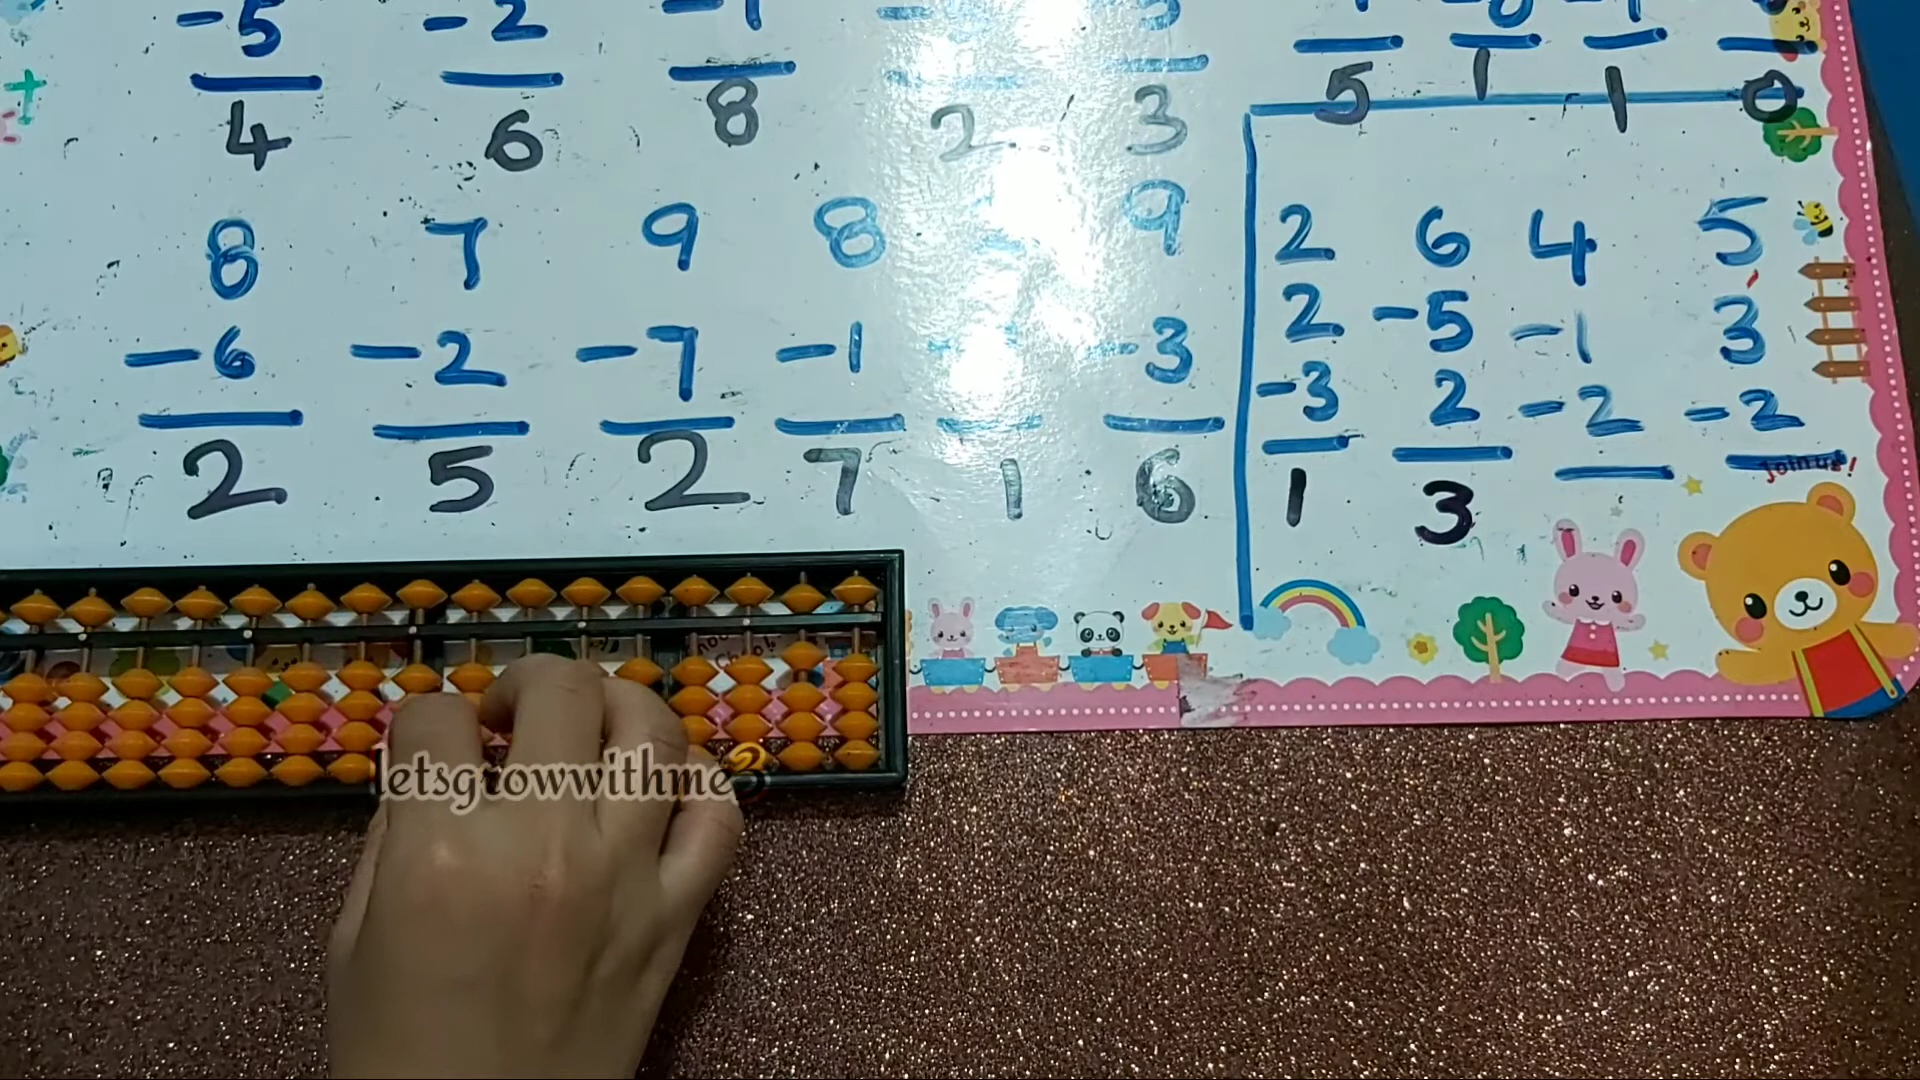 -5 -2 -1
4 6 8 2 3 5 1 1 0
8 7 9 8 9 2 6 4 5
2 -5 -1 3
-6 -2 -7 -1 -3 -3 2 -2 -2
2 5 2 7 1 6 1 3
Join us!
letsgrowwithme3